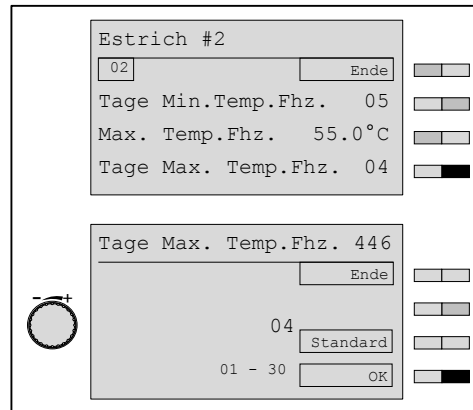 Estrich #2
02 Ende
Tage Min.Temp.Fhz. 05
Max. Temp.Fhz. 55.0°C
Tage Max. Temp.Fhz. 04
Tage Max. Temp.Fhz. 446
Ende
- +
04
Standard
01 - 30 OK